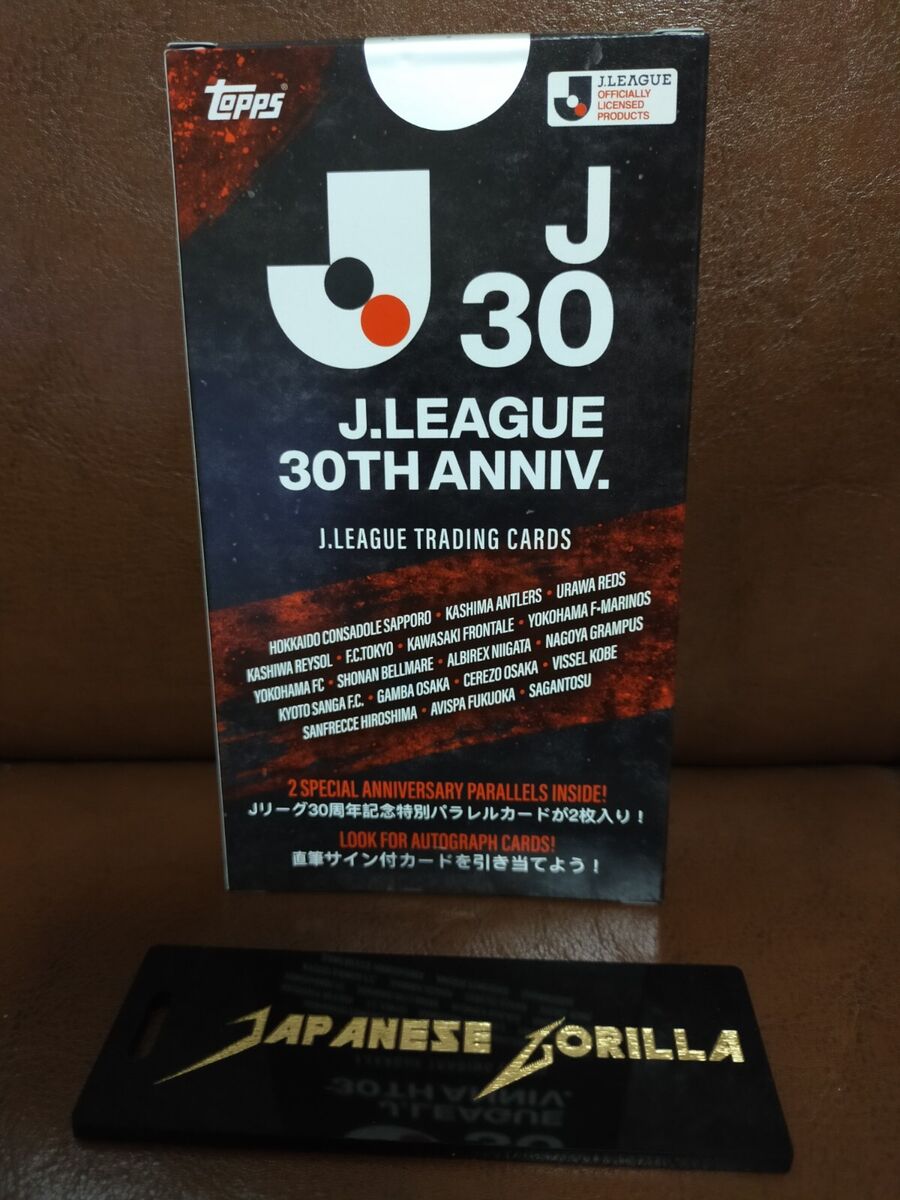 TOPPS
J.LEAGUE
OFFICIALLY
LICENSED
PRODUCTS
J
30
J.LEAGUE
30TH ANNIV.
J.LEAGUE TRADING CARDS
HOKKAIDO CONSADOLE SAPPORO • KASHIMA ANTLERS • URAWA REDS
KASHIWA REYSOL • F.C.TOKYO • KAWASAKI FRONTALE • YOKOHAMA F·MARINOS
YOKOHAMA FC • SHONAN BELLMARE • ALBIREX NIIGATA • NAGOYA GRAMPUS
KYOTO SANGA F.C. • GAMBA OSAKA • CEREZO OSAKA • VISSEL KOBE
SANFRECCE HIROSHIMA • AVISPA FUKUOKA • SAGANTOSU
2 SPECIAL ANNIVERSARY PARALLELS INSIDE!
Jリーグ30周年記念特別パラレルカードが2枚入り！
LOOK FOR AUTOGRAPH CARDS!
直筆サイン付カードを引き当てよう！
JAPANESE GORILLA